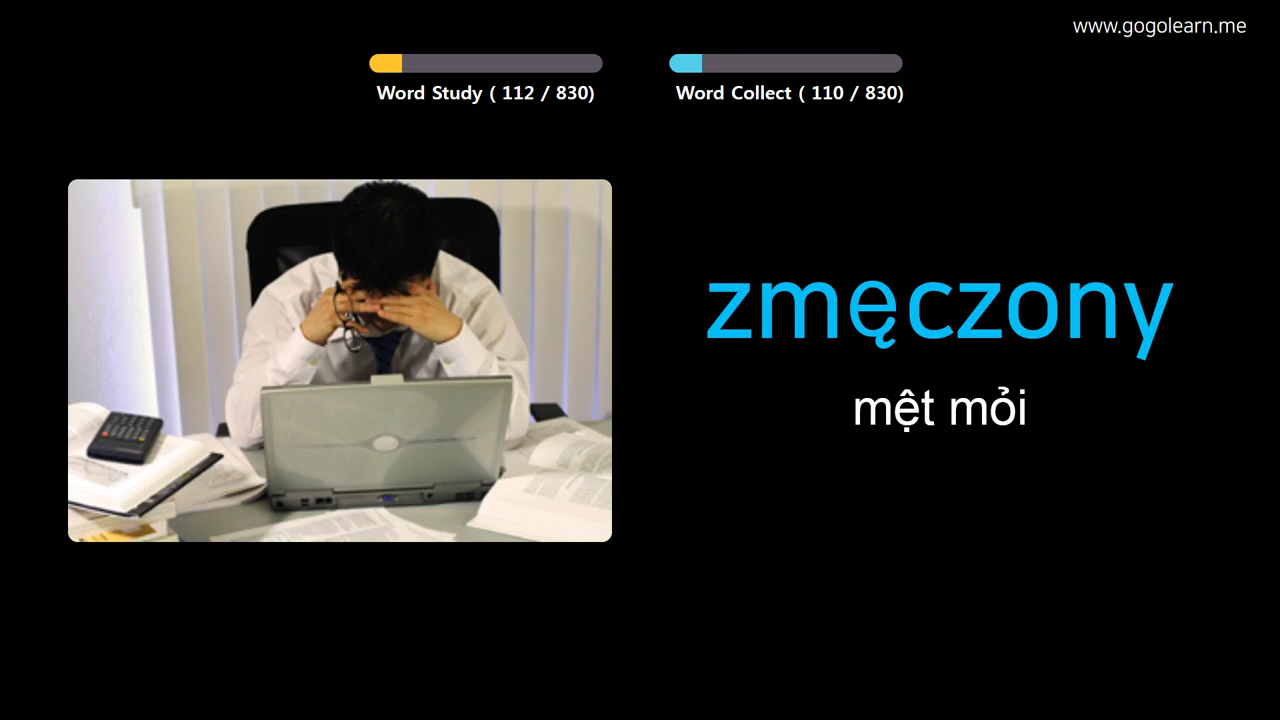 www.gogolearn.me
Word Study ( 112 / 830)
Word Collect ( 110 / 830)
zmęczony
mệt mỏi